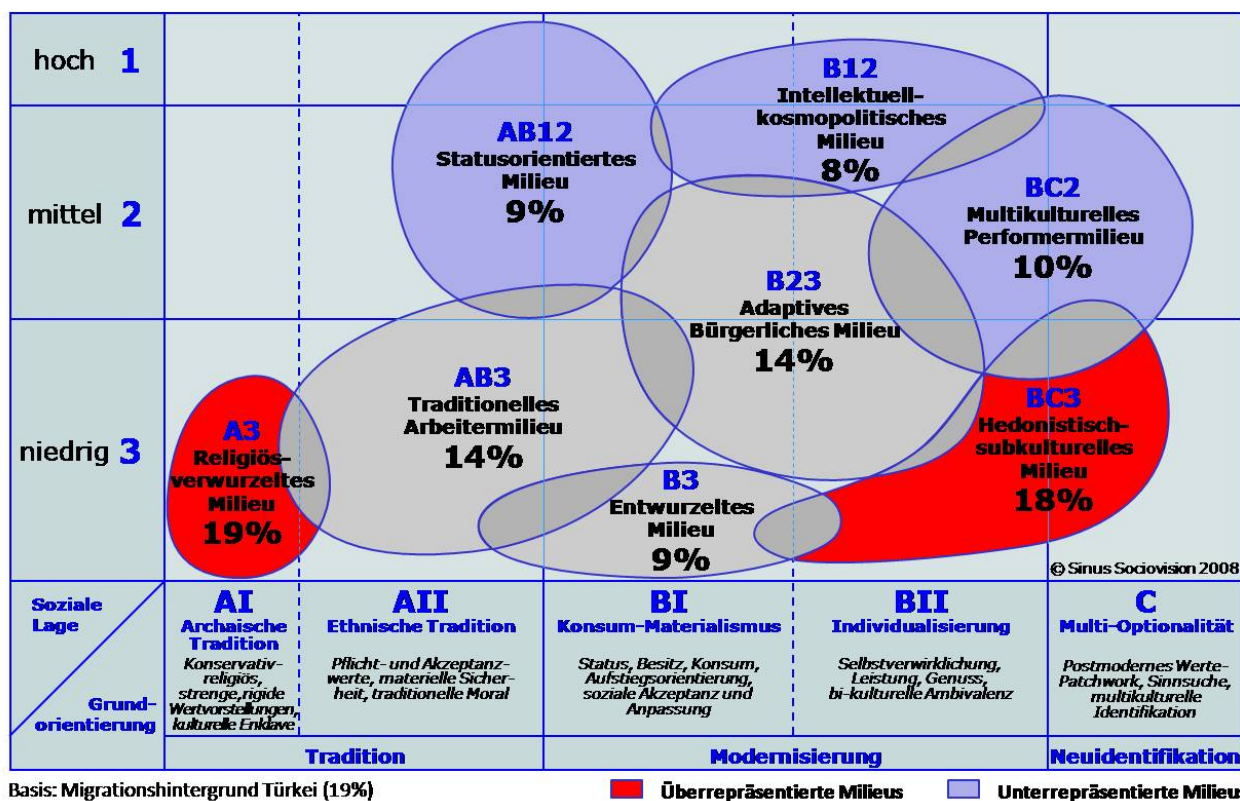 hoch 1
mittel 2
niedrig 3
B12
Intellektuell-
kosmopolitisches
Milieu
8%
AB12
Statusorientiertes
Milieu
9%
BC2
Multikulturelles
Performermilieu
10%
B23
Adaptives
Bürgerliches Milieu
14%
AB3
Traditionelles
Arbeitermilieu
14%
A3
Religiös-
verwurzeltes
Milieu
19%
BC3
Hedonistisch-
subkulturelles
Milieu
18%
B3
Entwurzeltes
Milieu
9%
© Sinus Sociovision 2008
Soziale
Lage
Grund-
orientierung
AI
Archaische
Tradition
Konservativ-
religiös,
strenge,rigide
Wertvorstellungen,
kulturelle Enklave
AII
Ethnische Tradition
Pflicht- und Akzeptanz-
werte, materielle Sicher-
heit, traditionelle Moral
BI
Konsum-Materialismus
Status, Besitz, Konsum,
Aufstiegsorientierung,
soziale Akzeptanz und
Anpassung
BII
Individualisierung
Selbstverwirklichung,
Leistung, Genuss,
bi-kulturelle Ambivalenz
C
Multi-Optionalität
Postmodernes Werte-
Patchwork, Sinnsuche,
multikulturelle
Identifikation
Tradition
Modernisierung
Neuidentifikation
Basis: Migrationshintergrund Türkei (19%)
Überrepräsentierte Milieus
Unterrepräsentierte Milieus